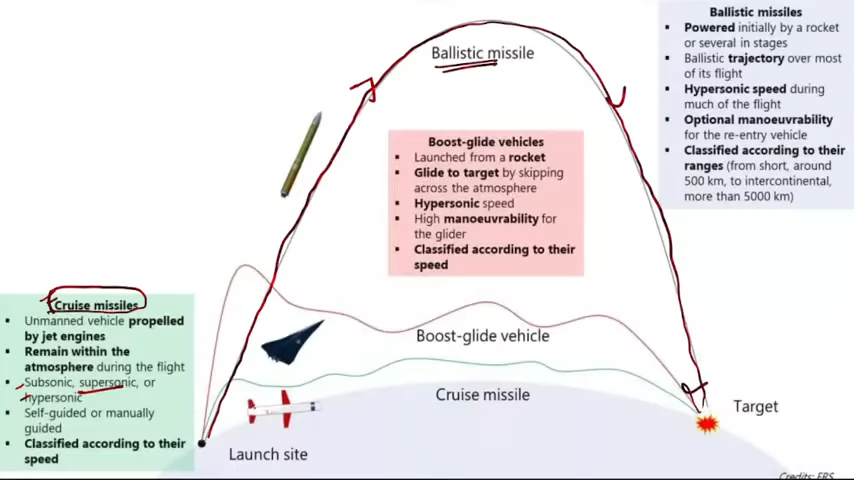 Ballistic missiles
▪ Powered initially by a rocket
or several in stages
▪ Ballistic trajectory over most
of its flight
▪ Hypersonic speed during
much of the flight
▪ Optional manoeuvrability
for the re-entry vehicle
▪ Classified according to their
ranges (from short, around
500 km, to intercontinental,
more than 5000 km)
Ballistic missile
Boost-glide vehicles
▪ Launched from a rocket
▪ Glide to target by skipping
across the atmosphere
▪ Hypersonic speed
▪ High manoeuvrability for
the glider
▪ Classified according to their
speed
Cruise missiles
▪ Unmanned vehicle propelled
by jet engines
▪ Remain within the
atmosphere during the flight
▪ Subsonic, supersonic, or
hypersonic
▪ Self-guided or manually
guided
▪ Classified according to their
speed
Boost-glide vehicle
Cruise missile
Target
Launch site
Credits: FRS